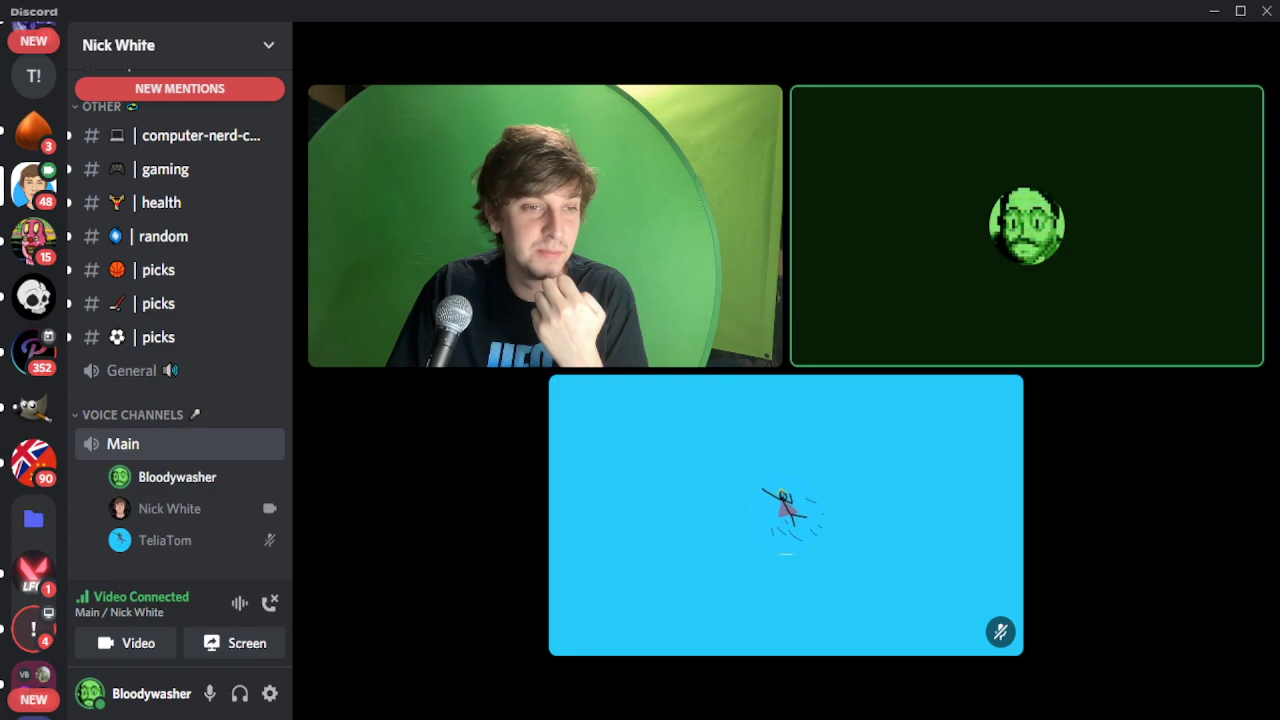 Discord
NEW
T!
3
48
15
352
90
LFG
1
!
4
VB
NEW
Nick White
NEW MENTIONS
OTHER
# | computer-nerd-c...
# | gaming
# | health
# | random
# | picks
# | picks
# | picks
General
VOICE CHANNELS
Main
Bloodywasher
Nick White
TeliaTom
Video Connected
Main / Nick White
Video
Screen
Bloodywasher